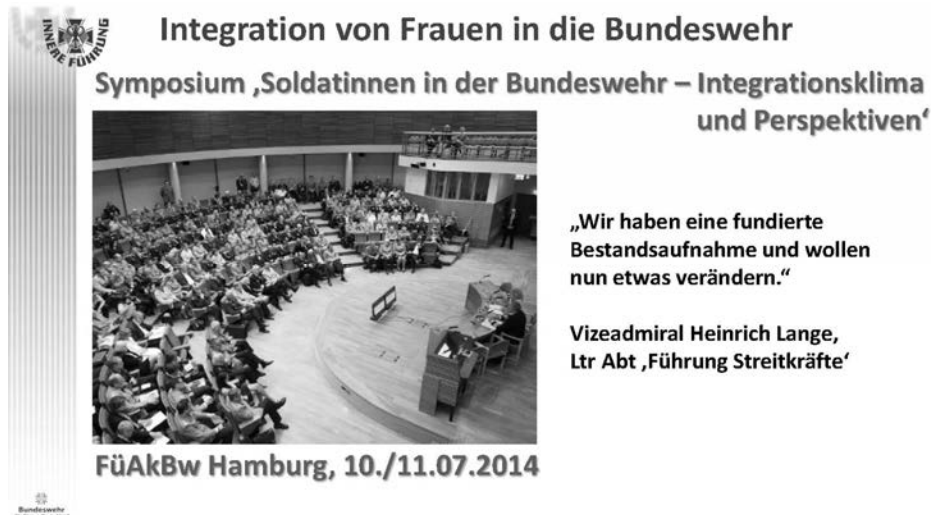 INNERE FÜHRUNG
Integration von Frauen in die Bundeswehr
Symposium ‚Soldatinnen in der Bundeswehr – Integrationsklima
und Perspektiven‘
„Wir haben eine fundierte
Bestandsaufnahme und wollen
nun etwas verändern.“
Vizeadmiral Heinrich Lange,
Ltr Abt ‚Führung Streitkräfte‘
FüAkBw Hamburg, 10./11.07.2014
Bundeswehr